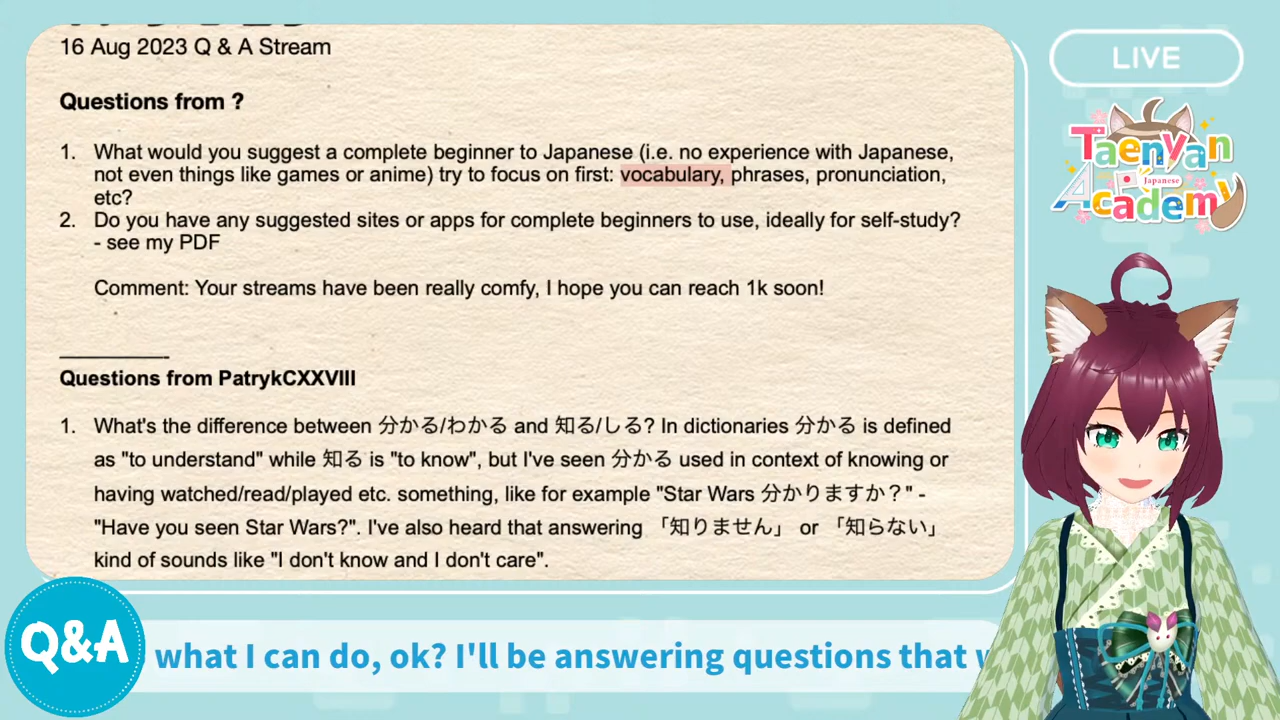 16 Aug 2023 Q & A Stream
Questions from ?
1. What would you suggest a complete beginner to Japanese (i.e. no experience with Japanese,
not even things like games or anime) try to focus on first: vocabulary, phrases, pronunciation,
etc?
2. Do you have any suggested sites or apps for complete beginners to use, ideally for self-study?
- see my PDF
Comment: Your streams have been really comfy, I hope you can reach 1k soon!
Questions from PatrykCXXVIII
1. What's the difference between 分かる/わかる and 知る/しる? In dictionaries 分かる is defined
as "to understand" while 知る is "to know", but I've seen 分かる used in context of knowing or
having watched/read/played etc. something, like for example "Star Wars 分かりますか？" -
"Have you seen Star Wars?". I've also heard that answering 「知りません」 or 「知らない」
kind of sounds like "I don't know and I don't care".
LIVE
Taenyan
Japanese
Academy
Q&A
what I can do, ok? I'll be answering questions that